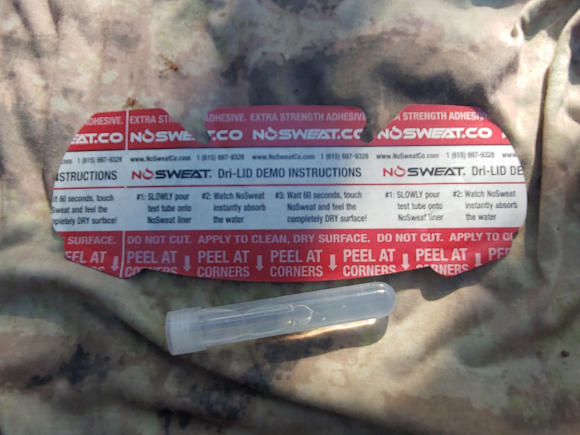 ADHESIVE. EXTRA STRENGTH ADHESIVE. EXTRA STRENGTH ADHESIVE.
EAT.CO NOSWEAT.CO NOSWEAT.CO NOSWEAT.CO
1 (615) 697-9328 www.NoSweatCo.com 1 (615) 697-9328 www.NoSweatCo.com 1 (615) 697-9328 www.NoSweatCo.com
INSTRUCTIONS NOSWEAT. Dri-LID DEMO INSTRUCTIONS NOSWEAT. Dri-LID
ait 60 seconds, touch #1: SLOWLY pour #2: Watch NoSweat #3: Wait 60 seconds, touch #1: SLOWLY pour #2: Watch NoSweat
Sweat and feel the test tube onto instantly absorb NoSweat and feel the test tube onto instantly absorb
pletely DRY surface! NoSweat liner the water completely DRY surface! NoSweat liner the water
SURFACE. DO NOT CUT. APPLY TO CLEAN, DRY SURFACE. DO NOT CUT. APPLY TO C
PEEL AT PEEL AT PEEL AT PEEL AT PEEL AT PEEL AT
CORNERS CORNERS CORNERS CORNERS CORNERS